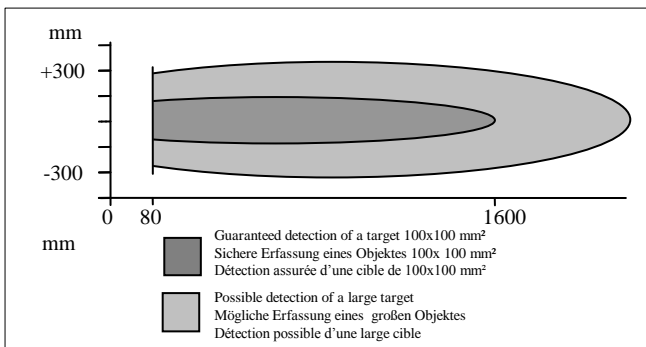 mm
+300
-300
0 80 1600
mm
Guaranteed detection of a target 100x100 mm²
Sichere Erfassung eines Objektes 100x 100 mm²
Détection assurée d’une cible de 100x100 mm²
Possible detection of a large target
Mögliche Erfassung eines großen Objektes
Détection possible d’une large cible